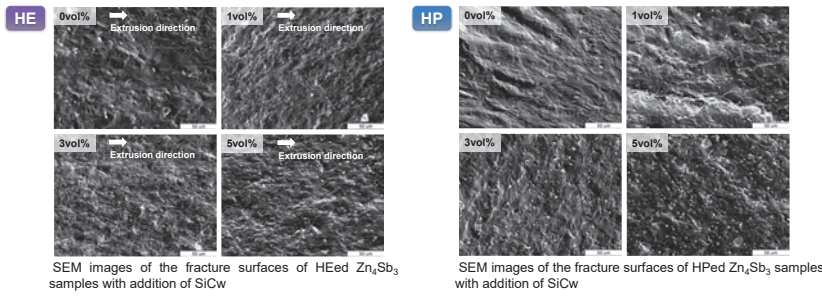 HE
0vol%
Extrusion direction
1vol%
Extrusion direction
3vol%
Extrusion direction
5vol%
Extrusion direction
SEM images of the fracture surfaces of HEed Zn₄Sb₃
samples with addition of SiCw
HP
0vol%
1vol%
3vol%
5vol%
SEM images of the fracture surfaces of HPed Zn₄Sb₃ samples
with addition of SiCw